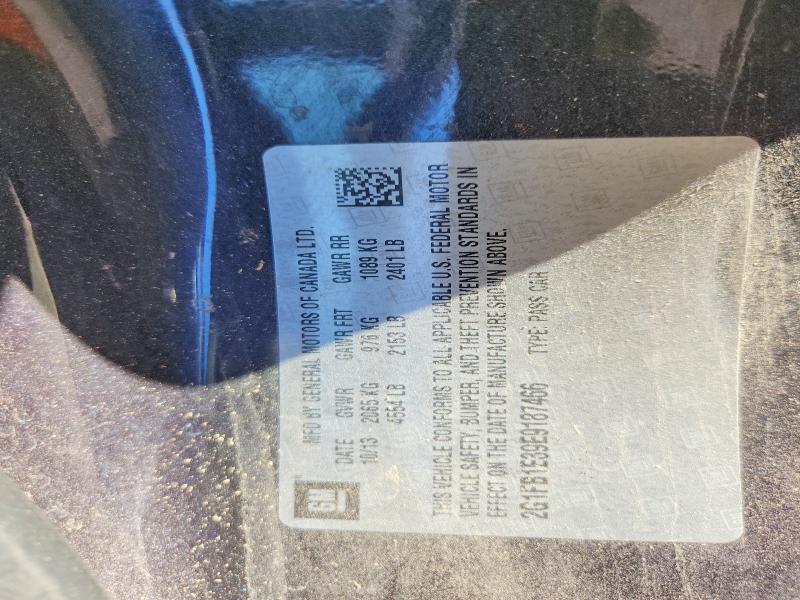 GM
MFD BY GENERAL MOTORS OF CANADA LTD.
DATE GVWR GAWR FRT GAWR RR
10/13 2065 KG 976 KG 1089 KG
4554 LB 2153 LB 2401 LB
THIS VEHICLE CONFORMS TO ALL APPLICABLE U.S. FEDERAL MOTOR
VEHICLE SAFETY, BUMPER, AND THEFT PREVENTION STANDARDS IN
EFFECT ON THE DATE OF MANUFACTURE SHOWN ABOVE.
2G1FB1E39E9187466 TYPE: PASS CAR